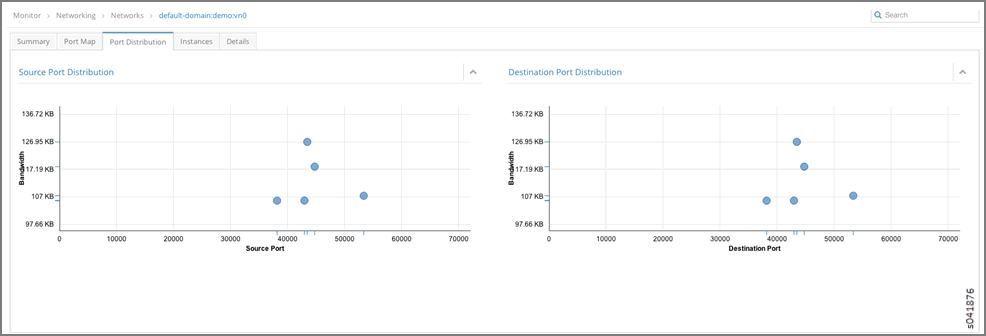 Monitor > Networking > Networks > default-domain:demo:vn0
Search
Summary Port Map Port Distribution Instances Details
Source Port Distribution
136.72 KB
126.95 KB
117.19 KB
107 KB
97.66 KB
Bandwidth
0 10000 20000 30000 40000 50000 60000 70000
Source Port
Destination Port Distribution
136.72 KB
126.95 KB
117.19 KB
107 KB
97.66 KB
Bandwidth
0 10000 20000 30000 40000 50000 60000 70000
Destination Port
s041876